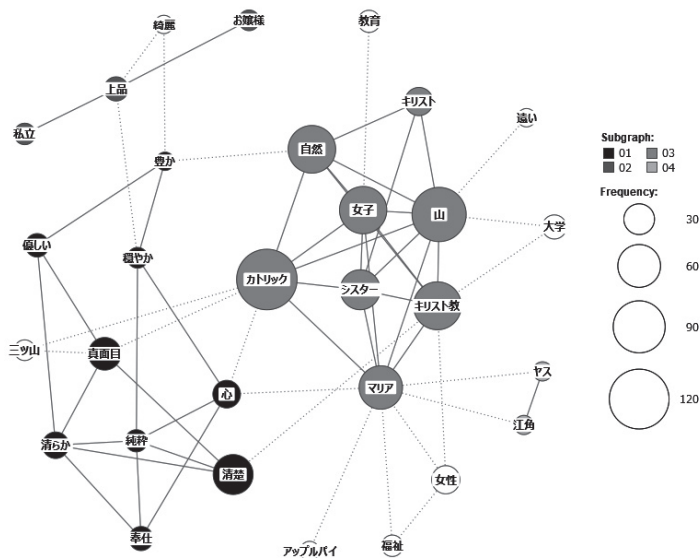 お嬢様
綺麗
教育
上品
キリスト
私立
遠い
自然
豊か
女子
山
大学
優しい
穏やか
カトリック
シスター
キリスト教
三ツ山
真面目
心
マリア
ヤス
江角
清らか
純粋
清楚
女性
奉仕
アップルパイ
福祉
Subgraph:
01 03
02 04
Frequency:
30
60
90
120